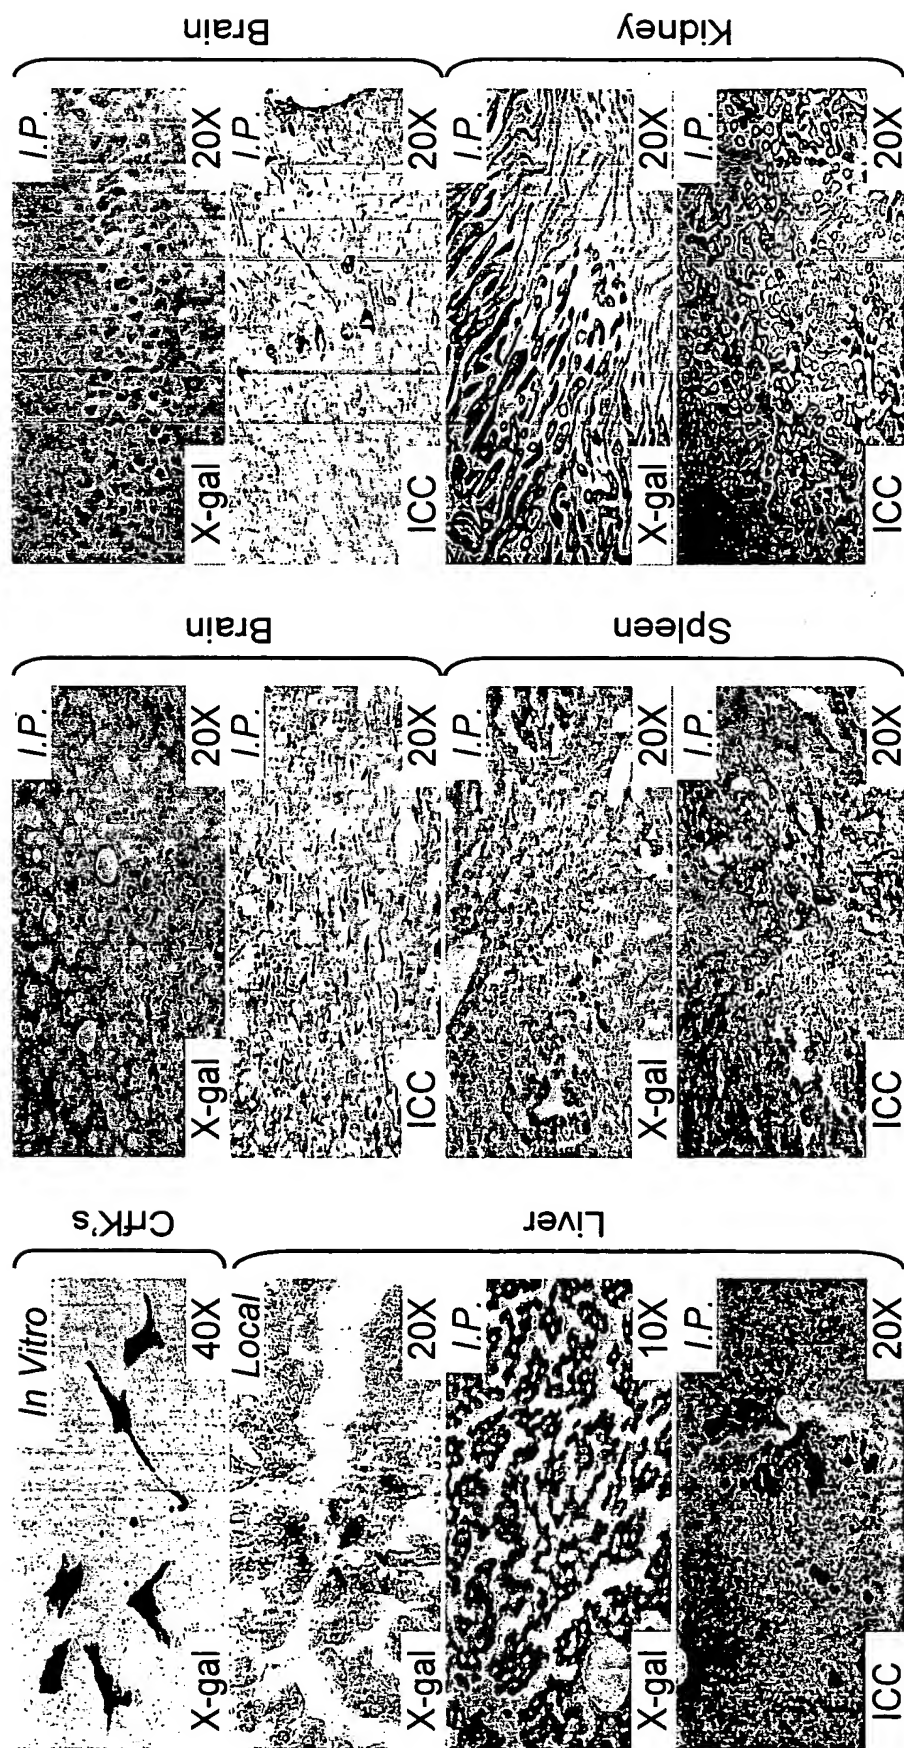 In Vitro
X-gal
40X
CrfK's
Local
X-gal
20X
I.P.
X-gal
10X
I.P.
ICC
20X
Liver
I.P.
X-gal
20X
I.P.
ICC
20X
Brain
I.P.
X-gal
20X
I.P.
ICC
20X
Spleen
I.P.
X-gal
20X
I.P.
ICC
20X
Brain
I.P.
X-gal
20X
I.P.
ICC
20X
Kidney